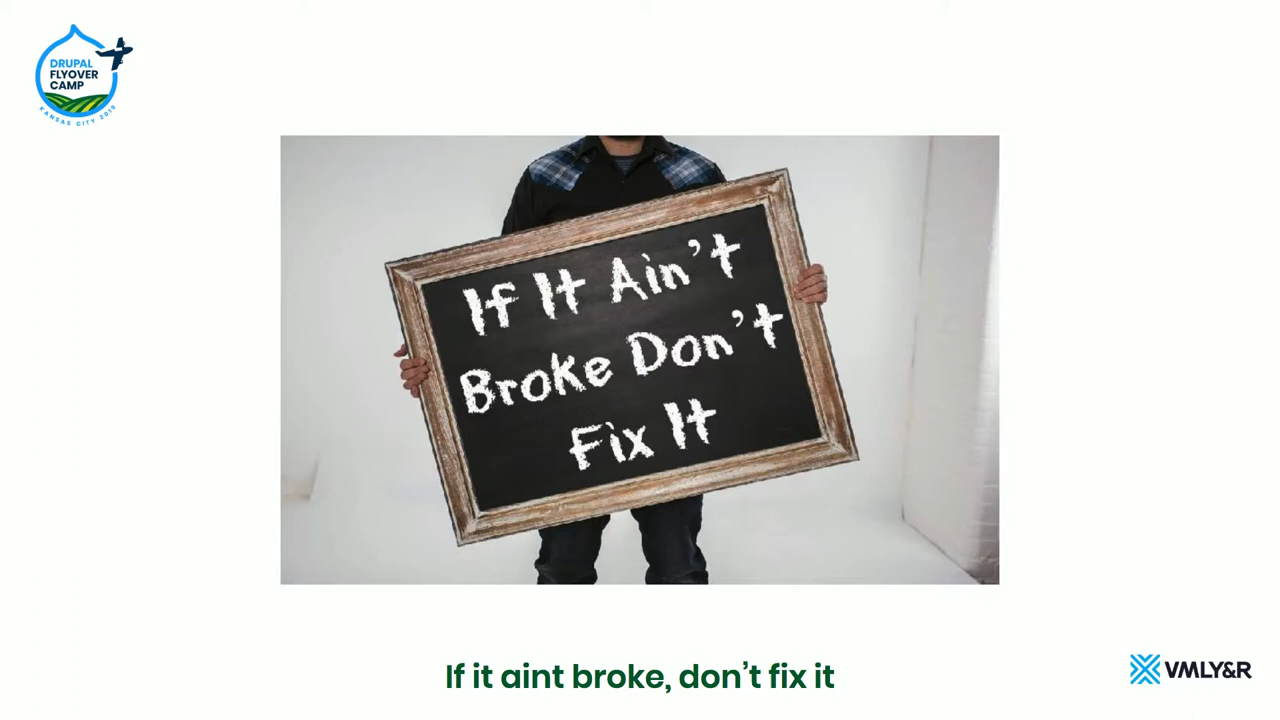 DRUPAL
FLYOVER
CAMP
KANSAS CITY 2019
If It Ain't
Broke Don't
Fix It
If it aint broke, don't fix it
VMLY&R